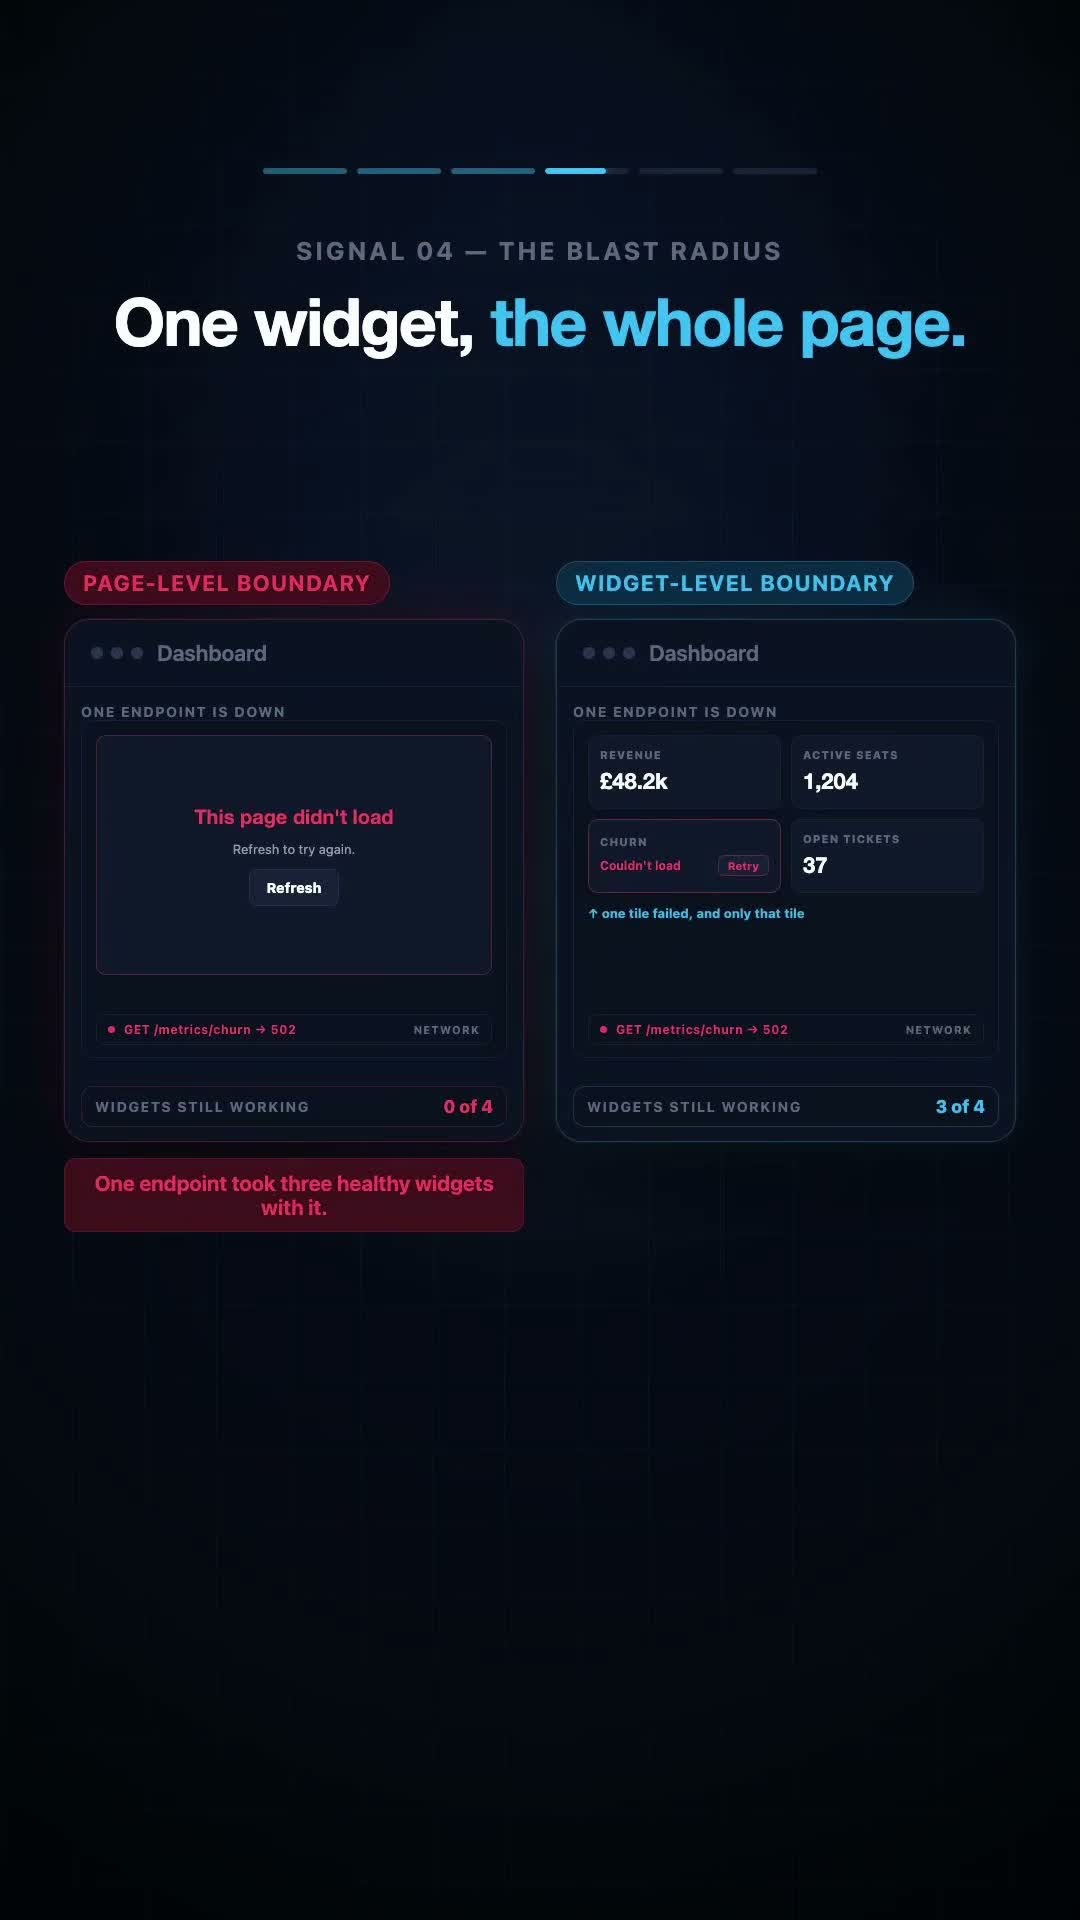 SIGNAL 04 — THE BLAST RADIUS
One widget, the whole page.
PAGE-LEVEL BOUNDARY
Dashboard
ONE ENDPOINT IS DOWN
This page didn't load
Refresh to try again.
Refresh
GET /metrics/churn → 502
NETWORK
WIDGETS STILL WORKING
0 of 4
One endpoint took three healthy widgets
with it.
WIDGET-LEVEL BOUNDARY
Dashboard
ONE ENDPOINT IS DOWN
REVENUE
£48.2k
ACTIVE SEATS
1,204
CHURN
Couldn't load
Retry
OPEN TICKETS
37
↑ one tile failed, and only that tile
GET /metrics/churn → 502
NETWORK
WIDGETS STILL WORKING
3 of 4